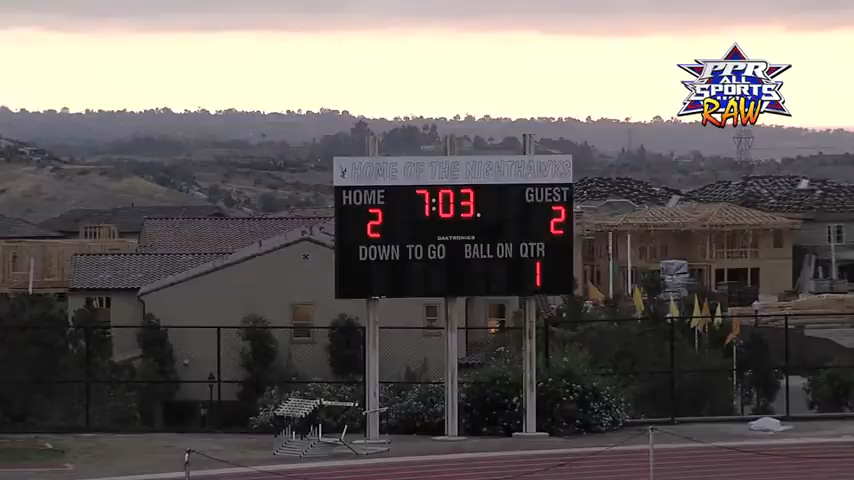 PPR
ALL
SPORTS
RAW
HOME OF THE NIGHTHAWKS
HOME 7:03. GUEST
2 2
DAKTRONICS
DOWN TO GO BALL ON QTR
1